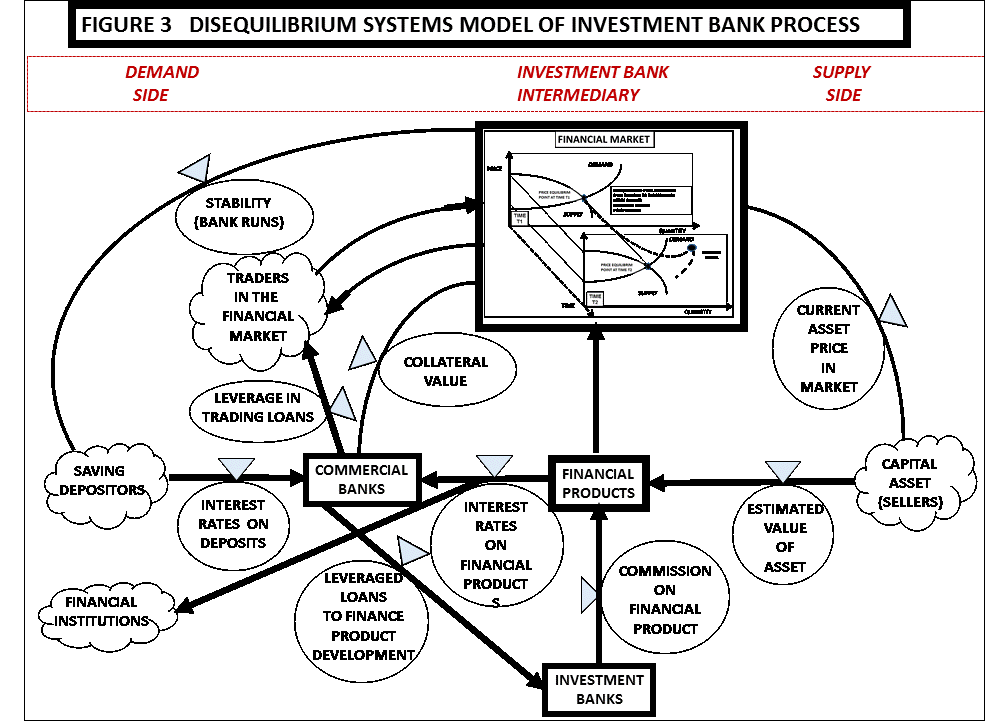 FIGURE 3 DISEQUILIBRIUM SYSTEMS MODEL OF INVESTMENT BANK PROCESS
DEMAND
SIDE
INVESTMENT BANK
INTERMEDIARY
SUPPLY
SIDE
FINANCIAL MARKET
PRICE
DEMAND
PRICE EQUILIBRIM
POINT AT TIME T1
TIME
T1
SUPPLY
QUANTITY
DEMAND
PRICE EQUILIBRIM
POINT AT TIME T2
TIME
T2
SUPPLY
TIME
QUANTITY
STABILITY
(BANK RUNS)
TRADERS
IN THE
FINANCIAL
MARKET
COLLATERAL
VALUE
CURRENT
ASSET
PRICE
IN
MARKET
LEVERAGE IN
TRADING LOANS
SAVING
DEPOSITORS
COMMERCIAL
BANKS
FINANCIAL
PRODUCTS
CAPITAL
ASSET
(SELLERS)
INTEREST
RATES ON
DEPOSITS
INTEREST
RATES
ON
FINANCIAL
PRODUCT
S
ESTIMATED
VALUE
OF
ASSET
FINANCIAL
INSTITUTIONS
LEVERAGED
LOANS
TO FINANCE
PRODUCT
DEVELOPMENT
COMMISSION
ON
FINANCIAL
PRODUCT
INVESTMENT
BANKS